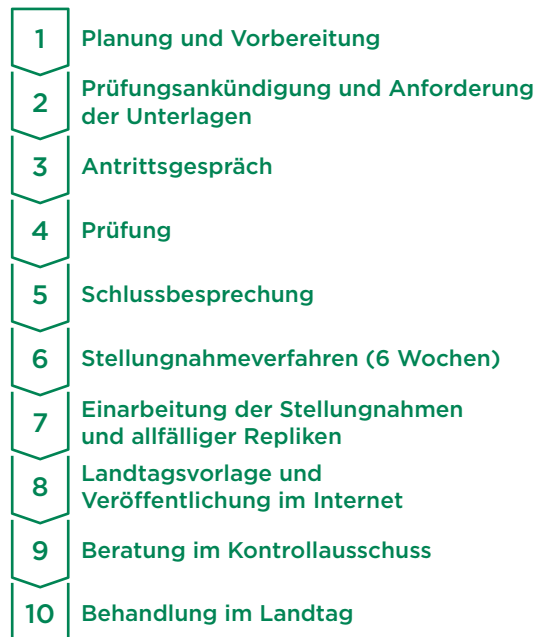 1 Planung und Vorbereitung
2 Prüfungsankündigung und Anforderung
der Unterlagen
3 Antrittsgespräch
4 Prüfung
5 Schlussbesprechung
6 Stellungnahmeverfahren (6 Wochen)
7 Einarbeitung der Stellungnahmen
und allfälliger Repliken
8 Landtagsvorlage und
Veröffentlichung im Internet
9 Beratung im Kontrollausschuss
10 Behandlung im Landtag